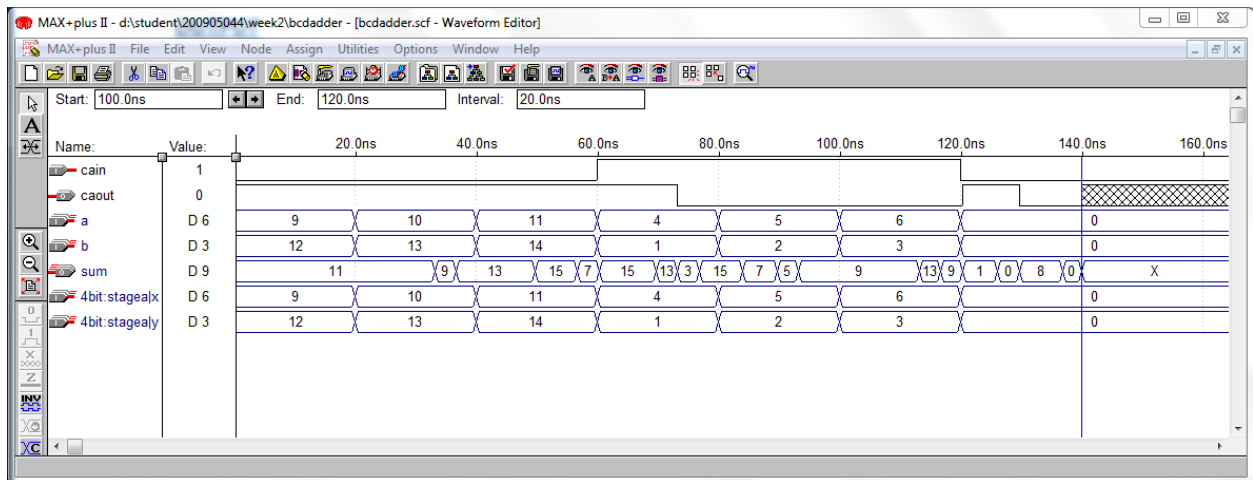 MAX+plus II - d:\student\200905044\week2\bcdadder - [bcdadder.scf - Waveform Editor]
MAX+plus II File Edit View Node Assign Utilities Options Window Help
Start: 100.0ns End: 120.0ns Interval: 20.0ns
Name: Value: 20.0ns 40.0ns 60.0ns 80.0ns 100.0ns 120.0ns 140.0ns 160.0ns
cain 1
caout 0
a D 6 9 10 11 4 5 6 0
b D 3 12 13 14 1 2 3 0
sum D 9 11 9 13 15 7 15 13 3 15 7 5 9 13 9 1 0 8 0 X
4bit:stagea|x D 6 9 10 11 4 5 6 0
4bit:stagea|y D 3 12 13 14 1 2 3 0